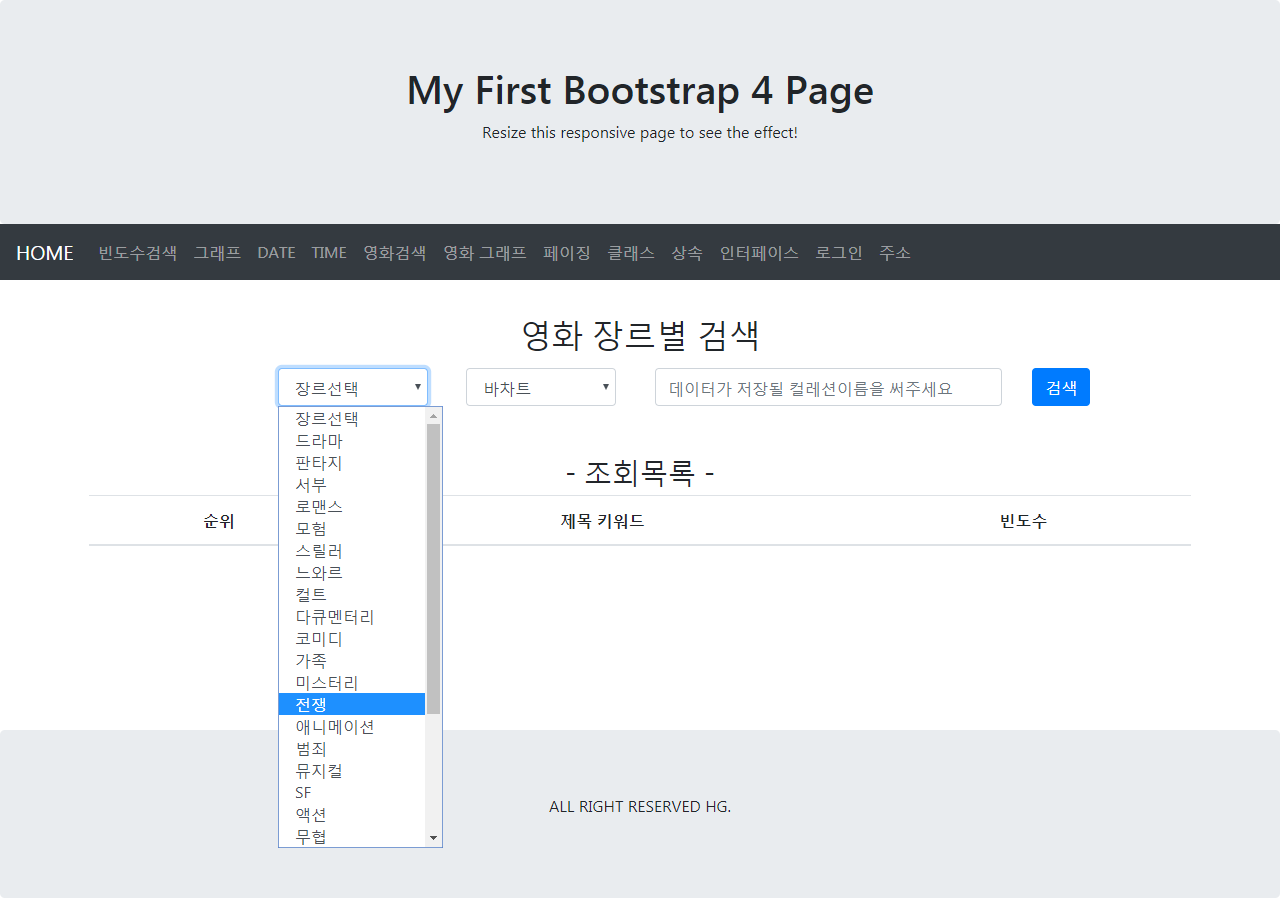 My First Bootstrap 4 Page
Resize this responsive page to see the effect!
HOME 빈도수검색 그래프 DATE TIME 영화검색 영화 그래프 페이징 클래스 상속 인터페이스 로그인 주소
영화 장르별 검색
장르선택 바차트 데이터가 저장될 컬레션이름을 써주세요 검색
장르선택
드라마
판타지
서부
로맨스
모험
스릴러
느와르
컬트
다큐멘터리
코미디
가족
미스터리
전쟁
애니메이션
범죄
뮤지컬
SF
액션
무협
- 조회목록 -
순위 제목 키워드 빈도수
ALL RIGHT RESERVED HG.